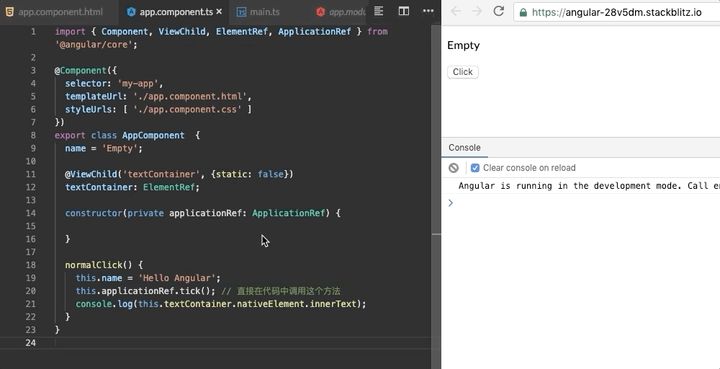 app.component.html
app.component.ts
main.ts
app.modu
1 import { Component, ViewChild, ElementRef, ApplicationRef } from
'@angular/core';
2
3 @Component({
4 selector: 'my-app',
5 templateUrl: './app.component.html',
6 styleUrls: [ './app.component.css' ]
7 })
8 export class AppComponent {
9 name = 'Empty';
10
11 @ViewChild('textContainer', {static: false})
12 textContainer: ElementRef;
13
14 constructor(private applicationRef: ApplicationRef) {
15
16 }
17
18 normalClick() {
19 this.name = 'Hello Angular';
20 this.applicationRef.tick(); // 直接在代码中调用这个方法
21 console.log(this.textContainer.nativeElement.innerText);
22 }
23 }
24
https://angular-28v5dm.stackblitz.io
Empty
Click
Console
Clear console on reload
Angular is running in the development mode. Call